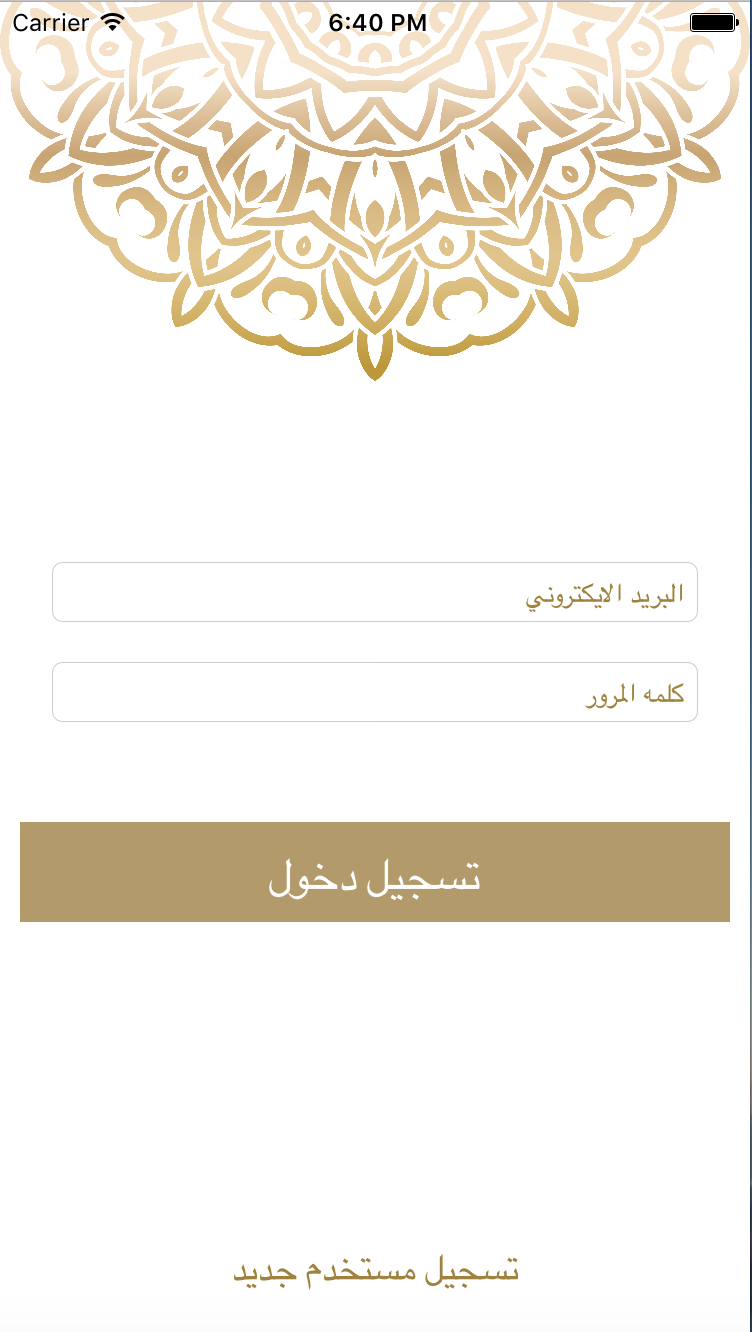 Carrier 6:40 PM
البريد الايكتروني
كلمه المرور
تسجيل دخول
تسجيل مستخدم جديد